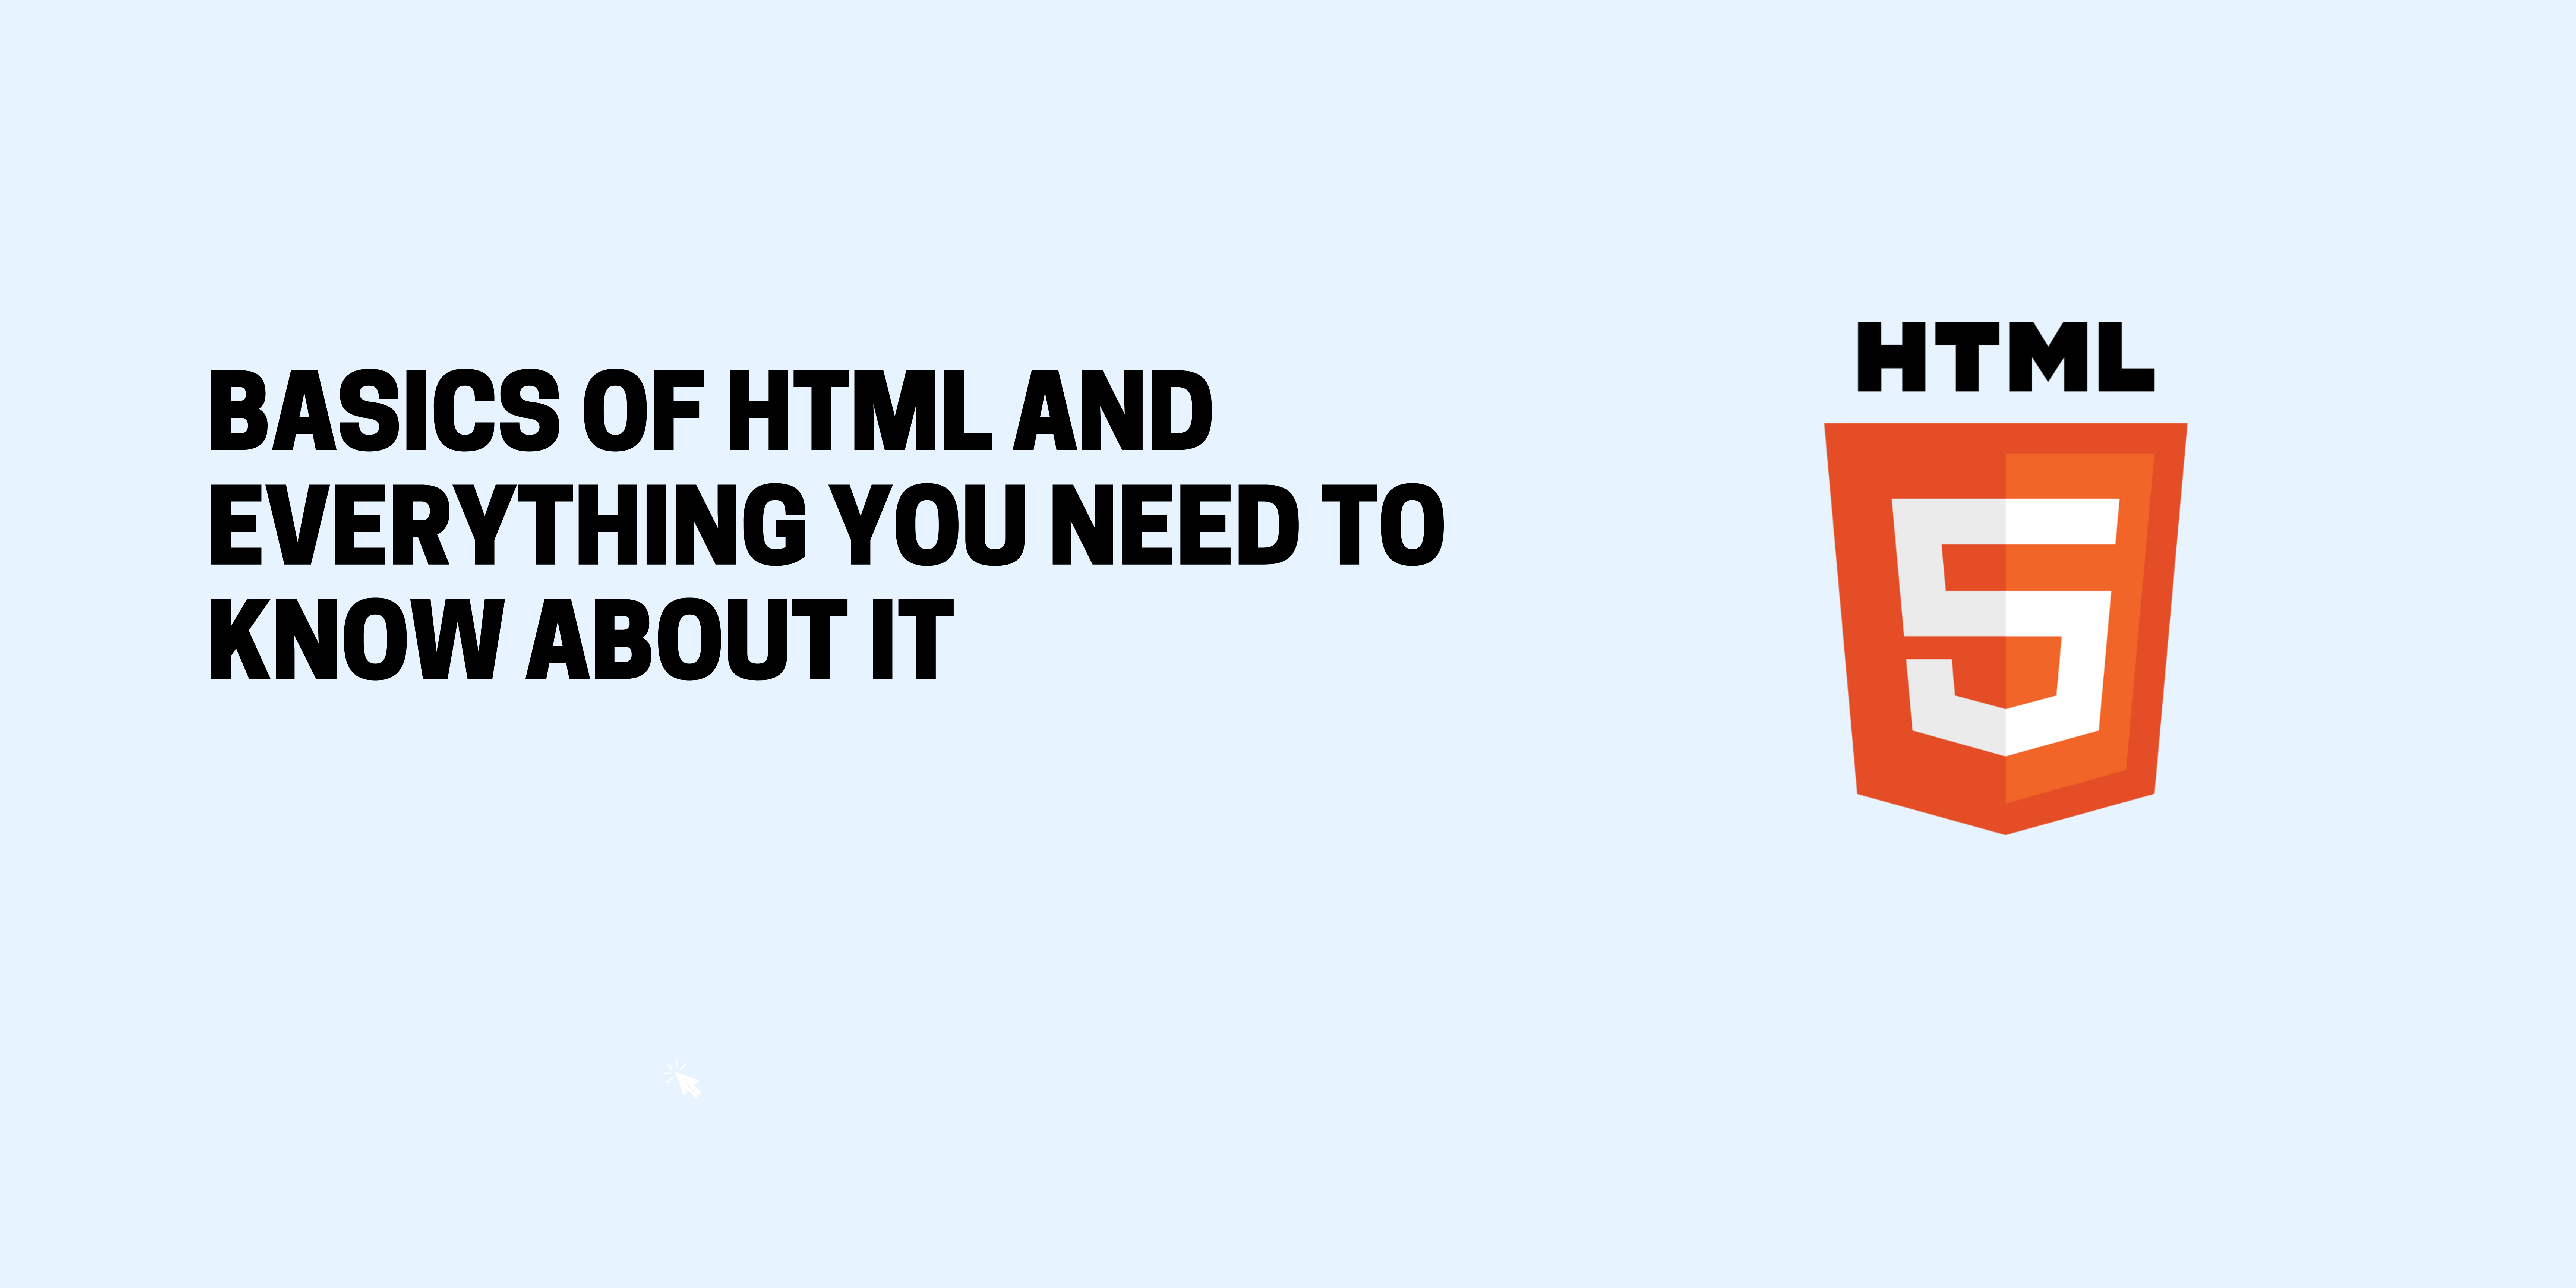 BASICS OF HTML AND
EVERYTHING YOU NEED TO
KNOW ABOUT IT
HTML
5